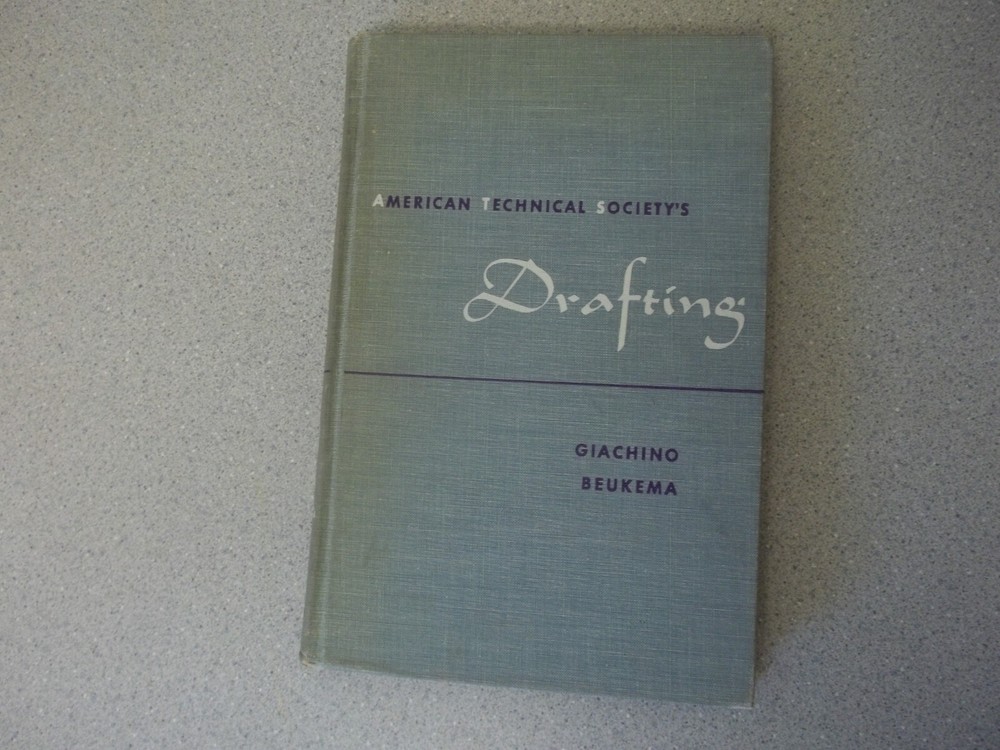 AMERICAN TECHNICAL SOCIETY'S
Drafting
GIACHINO
BEUKEMA